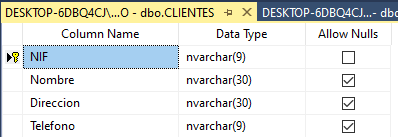 DESKTOP-6DBQ4CJ\...O - dbo.CLIENTES DESKTOP-6DBQ4CJ\...- db
Column Name Data Type Allow Nulls
NIF nvarchar(9)
Nombre nvarchar(30)
Direccion nvarchar(30)
Telefono nvarchar(9)